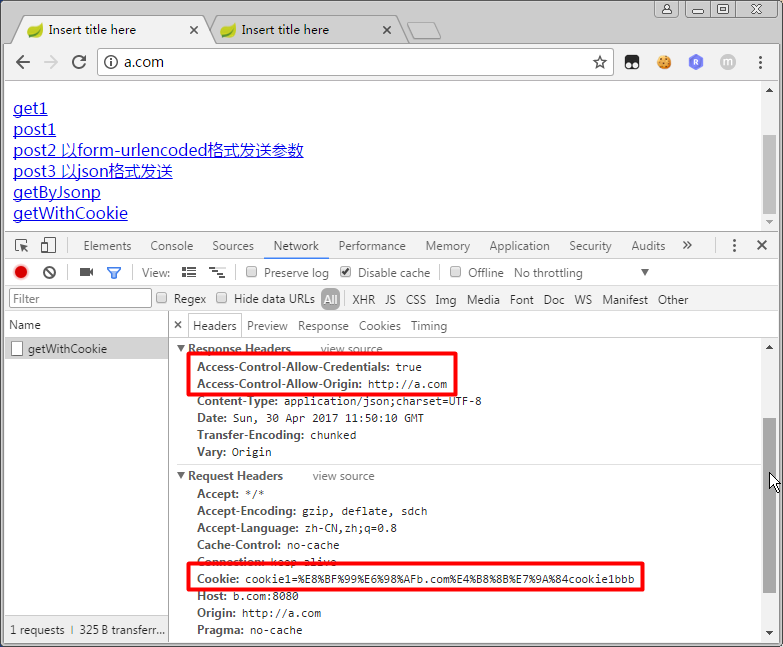 Insert title here
Insert title here
a.com
get1
post1
post2 以form-urlencoded格式发送参数
post3 以json格式发送
getByJsonp
getWithCookie
Elements Console Sources Network Performance Memory Application Security Audits »
View: Preserve log Disable cache Offline No throttling
Filter Regex Hide data URLs All XHR JS CSS Img Media Font Doc WS Manifest Other
Name
getWithCookie
Headers Preview Response Cookies Timing
Response Headers view source
Access-Control-Allow-Credentials: true
Access-Control-Allow-Origin: http://a.com
Content-Type: application/json;charset=UTF-8
Date: Sun, 30 Apr 2017 11:50:10 GMT
Transfer-Encoding: chunked
Vary: Origin
Request Headers view source
Accept: */*
Accept-Encoding: gzip, deflate, sdch
Accept-Language: zh-CN,zh;q=0.8
Cache-Control: no-cache
Connection: keep-alive
Cookie: cookie1=%E8%BF%99%E6%98%AFb.com%E4%B8%8B%E7%9A%84cookie1bbb
Host: b.com:8080
Origin: http://a.com
Pragma: no-cache
1 requests 325 B transferr...